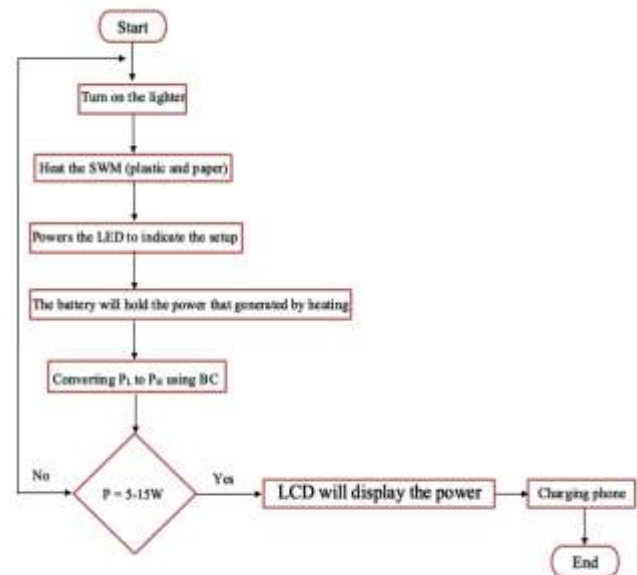 Start
Turn on the lighter
Heat the SWM (plastic and paper)
Powers the LED to indicate the setup
The battery will hold the power that generated by heating
Converting PL to PH using BC
No
P = 5-15W
Yes
LCD will display the power
Charging phone
End